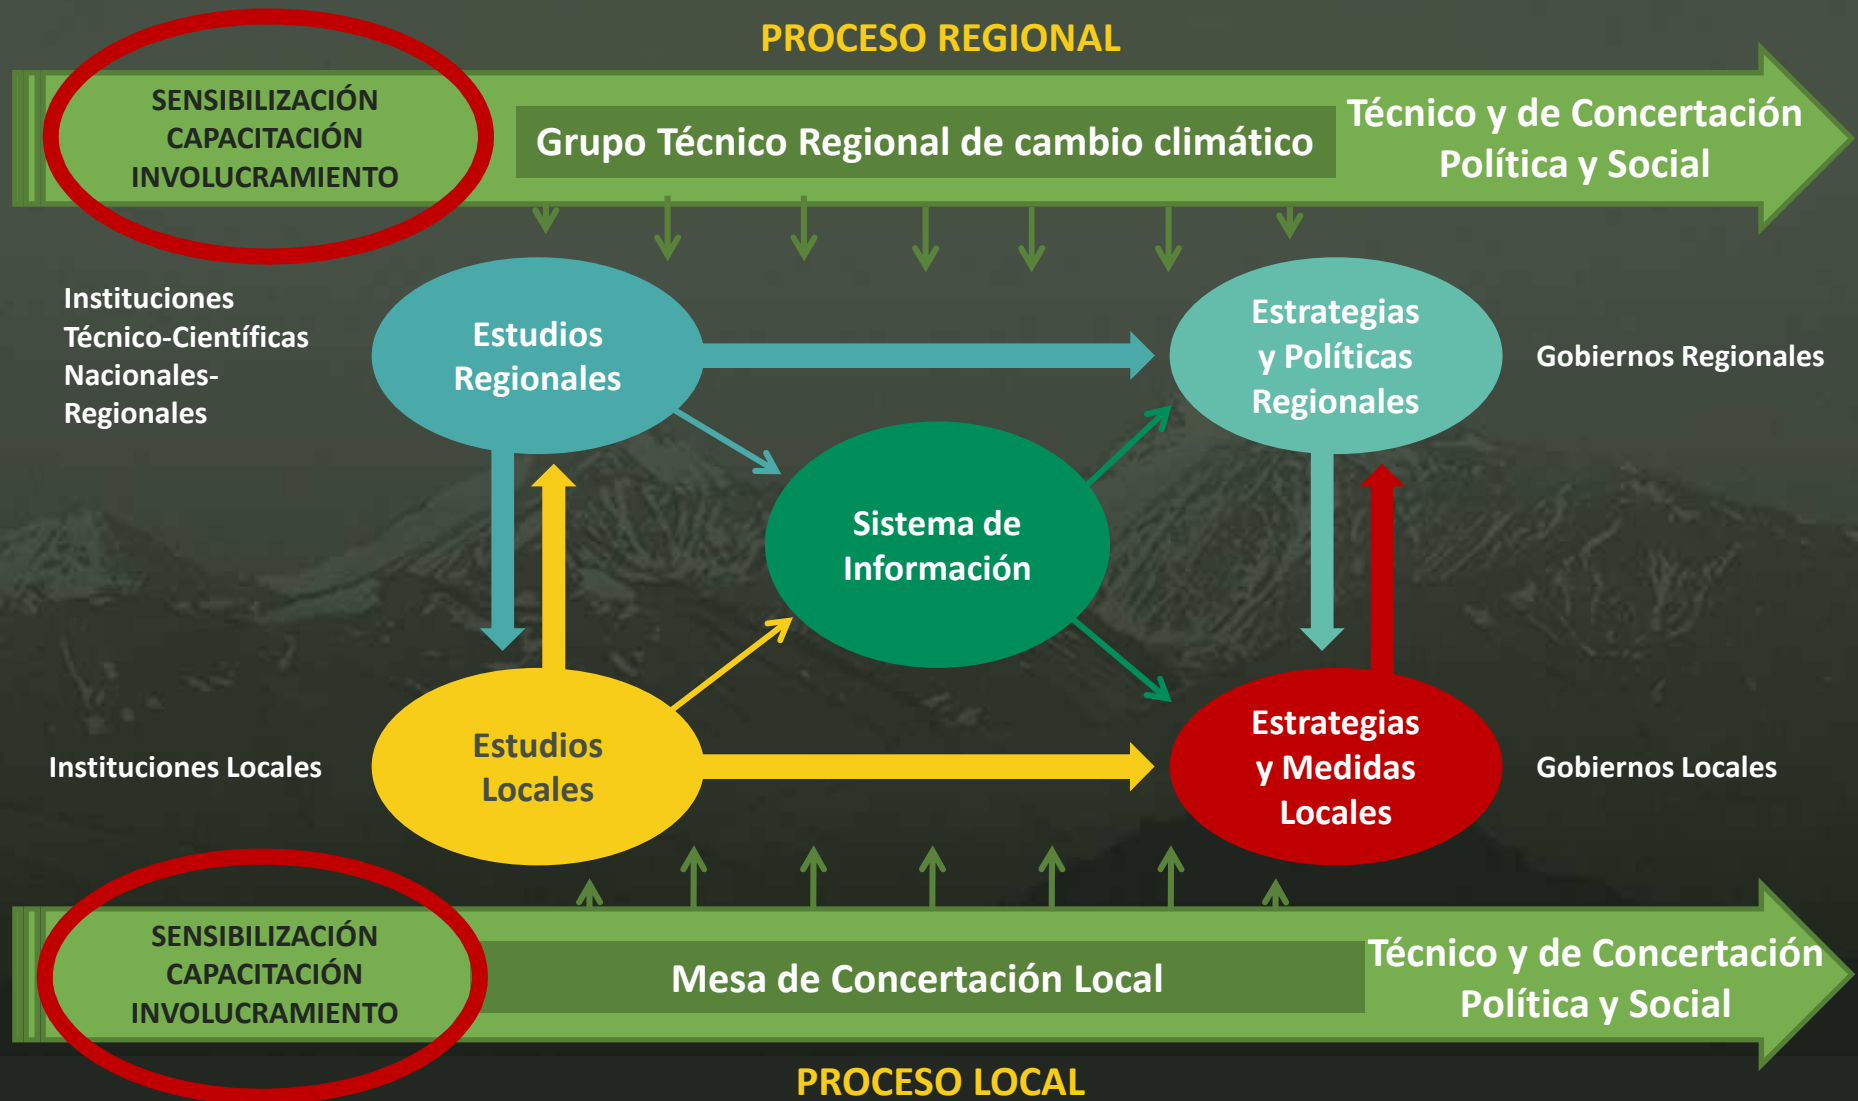 PROCESO REGIONAL
SENSIBILIZACIÓN
CAPACITACIÓN
INVOLUCRAMIENTO
Grupo Técnico Regional de cambio climático
Técnico y de Concertación
Política y Social
Instituciones
Técnico-Científicas
Nacionales-
Regionales
Estudios
Regionales
Estrategias
y Políticas
Regionales
Gobiernos Regionales
Sistema de
Información
Instituciones Locales
Estudios
Locales
Estrategias
y Medidas
Locales
Gobiernos Locales
SENSIBILIZACIÓN
CAPACITACIÓN
INVOLUCRAMIENTO
Mesa de Concertación Local
Técnico y de Concertación
Política y Social
PROCESO LOCAL